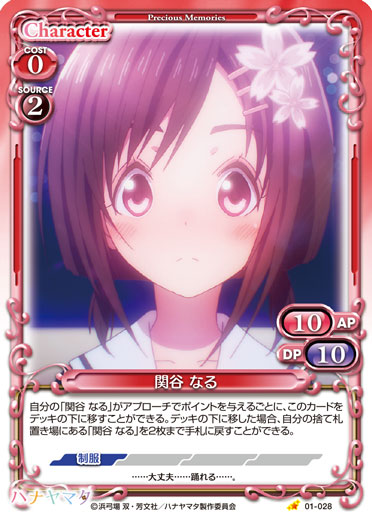 Precious Memories
Character
COST
0
SOURCE
2
10 AP
DP 10
関谷 なる
自分の「関谷 なる」がアプローチでポイントを与えるごとに、このカードを
デッキの下に移すことができる。デッキの下に移した場合、自分の捨て札
置き場にある「関谷 なる」を2枚まで手札に戻すことができる。
制服
……大丈夫……踊れる……。
ハナヤマタ
©浜弓場 双・芳文社／ハナヤマタ製作委員会
01-028